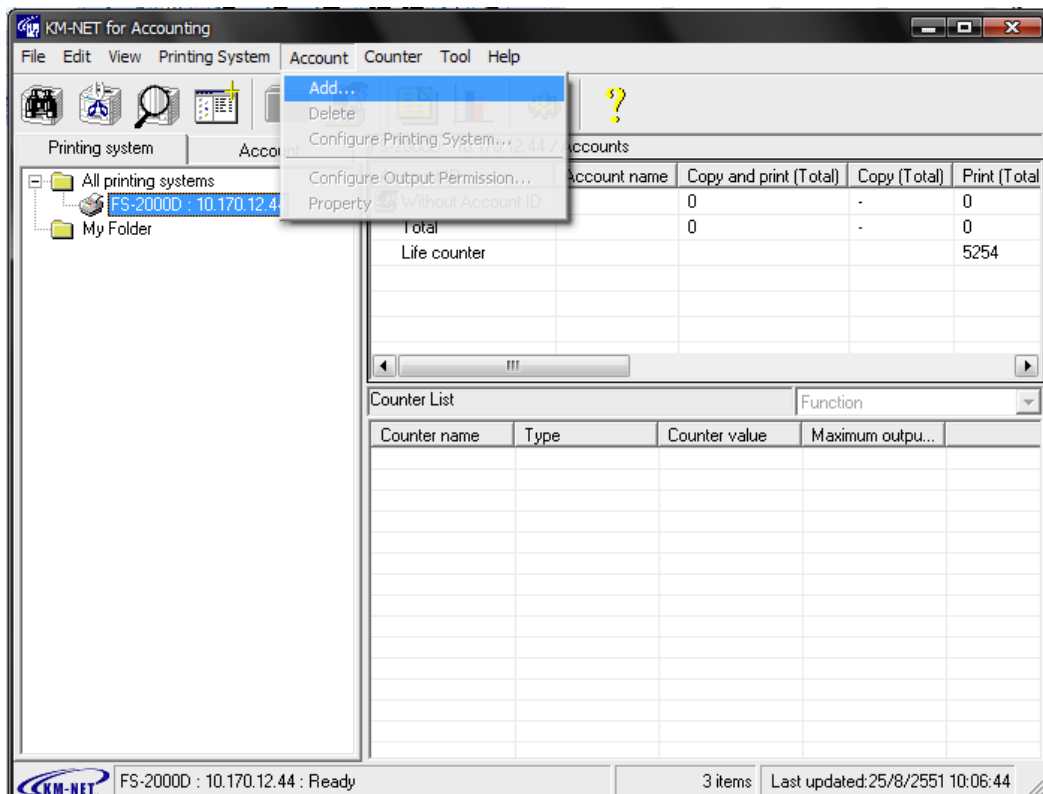 KM-NET for Accounting
File Edit View Printing System Account Counter Tool Help
Add...
Delete
Configure Printing System...
Configure Output Permission...
Property
Printing system
All printing systems
FS-2000D : 10.170.12.44
My Folder
Accounts
Account name Copy and print (Total) Copy (Total) Print (Total
Without Account ID 0 - 0
Total 0 - 0
Life counter 5254
Counter List Function
Counter name Type Counter value Maximum outpu...
KM-NET FS-2000D : 10.170.12.44 : Ready 3 items Last updated:25/8/2551 10:06:44